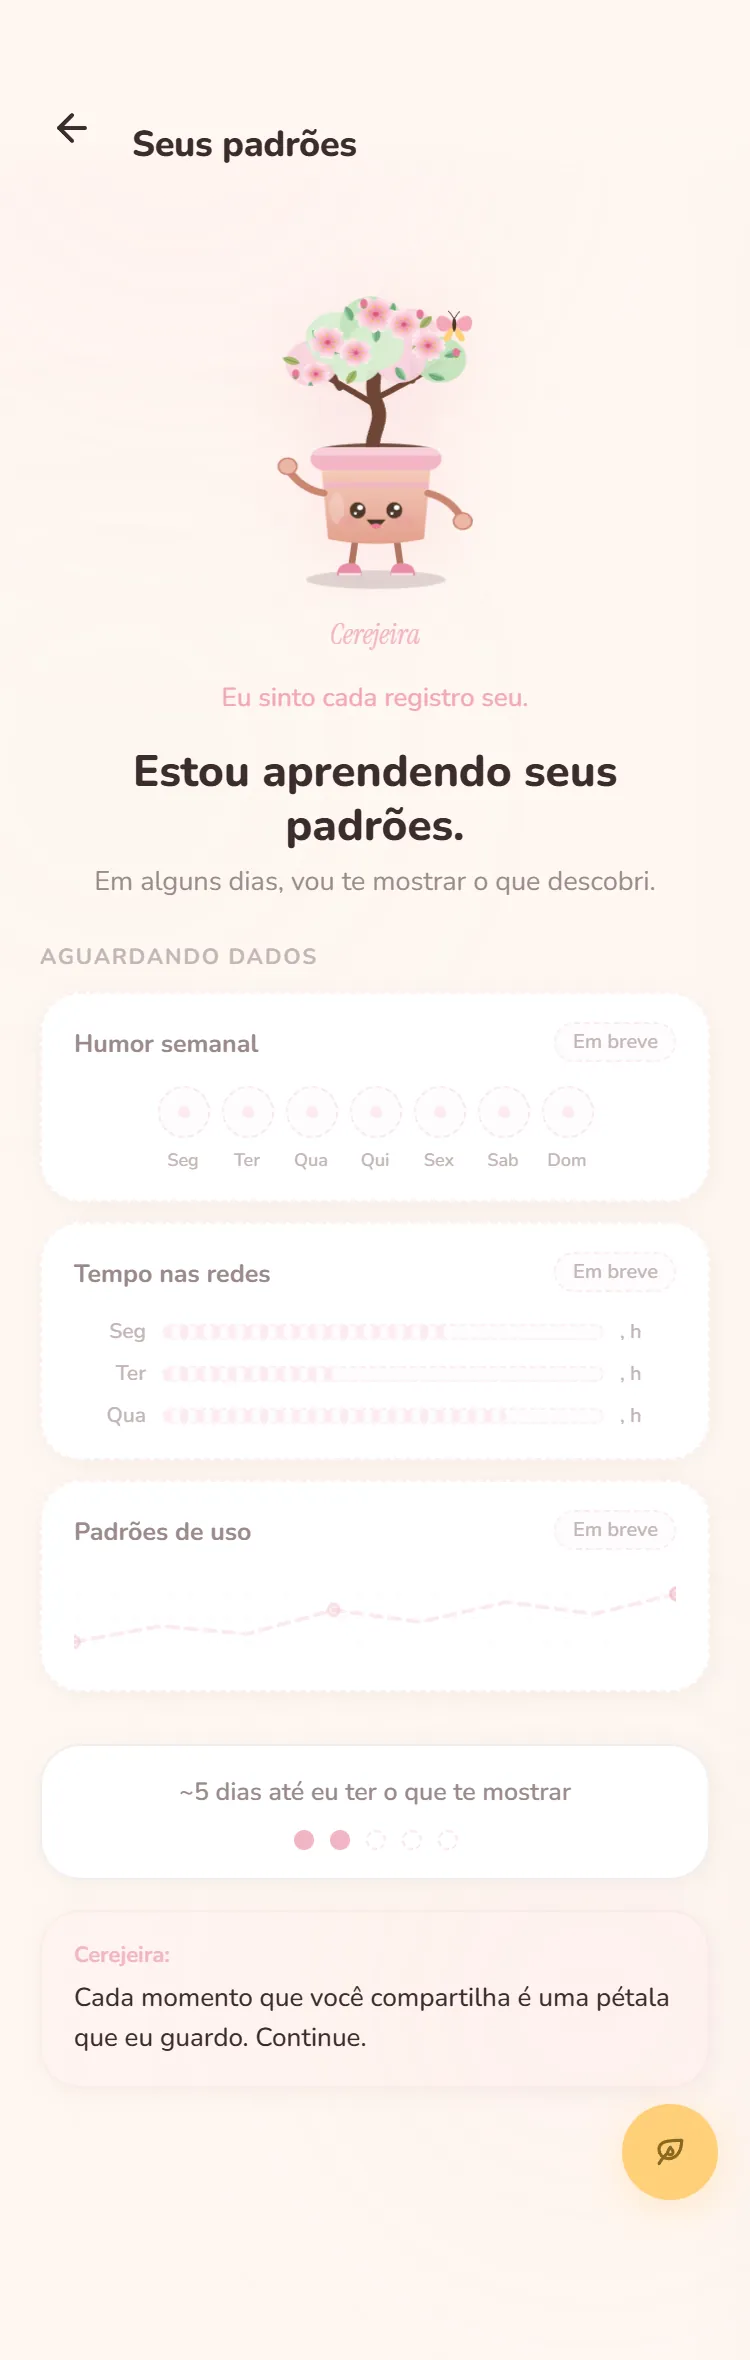 Seus padrões
Cerejeira
Eu sinto cada registro seu.
Estou aprendendo seus
padrões.
Em alguns dias, vou te mostrar o que descobri.
AGUARDANDO DADOS
Humor semanal
Em breve
Seg Ter Qua Qui Sex Sab Dom
Tempo nas redes
Em breve
Seg , h
Ter , h
Qua , h
Padrões de uso
Em breve
~5 dias até eu ter o que te mostrar
Cerejeira:
Cada momento que você compartilha é uma pétala
que eu guardo. Continue.